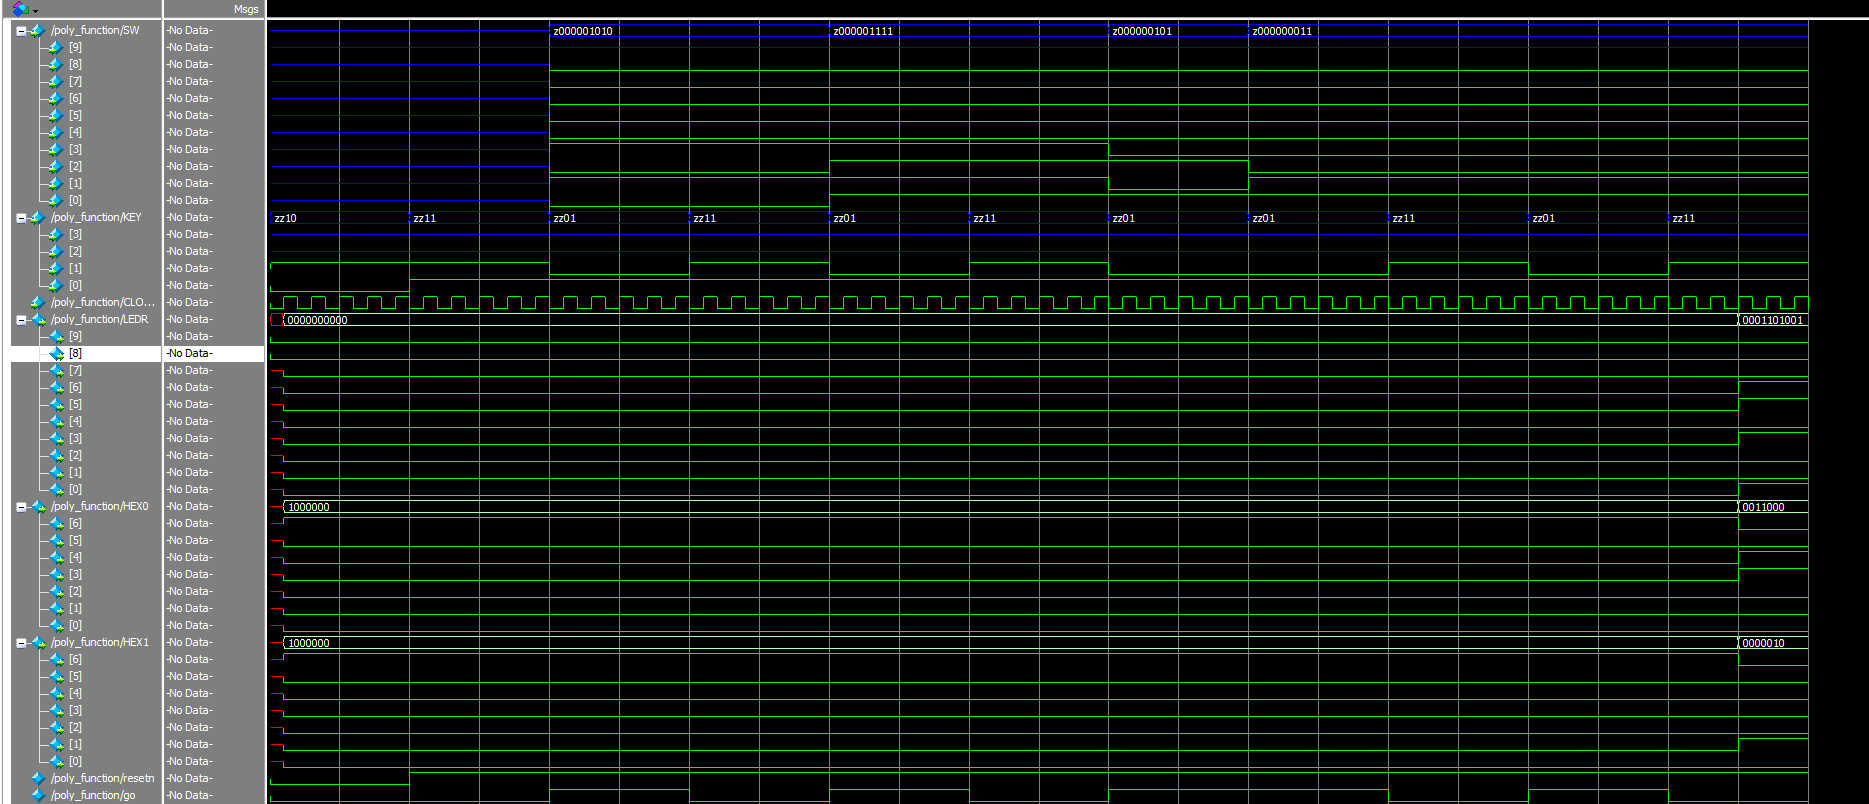 Msgs
/poly_function/SW -No Data- z000001010 z000001111 z000000101 z000000011
[9] -No Data-
[8] -No Data-
[7] -No Data-
[6] -No Data-
[5] -No Data-
[4] -No Data-
[3] -No Data-
[2] -No Data-
[1] -No Data-
[0] -No Data-
/poly_function/KEY -No Data- zz10 zz11 zz01 zz11 zz01 zz11 zz01 zz01 zz11 zz01 zz11
[3] -No Data-
[2] -No Data-
[1] -No Data-
[0] -No Data-
/poly_function/CLO... -No Data-
/poly_function/LEDR -No Data- 0000000000 0001101001
[9] -No Data-
[8] -No Data-
[7] -No Data-
[6] -No Data-
[5] -No Data-
[4] -No Data-
[3] -No Data-
[2] -No Data-
[1] -No Data-
[0] -No Data-
/poly_function/HEX0 -No Data- 1000000 0011000
[6] -No Data-
[5] -No Data-
[4] -No Data-
[3] -No Data-
[2] -No Data-
[1] -No Data-
[0] -No Data-
/poly_function/HEX1 -No Data- 1000000 0000010
[6] -No Data-
[5] -No Data-
[4] -No Data-
[3] -No Data-
[2] -No Data-
[1] -No Data-
[0] -No Data-
/poly_function/resetn -No Data-
/poly_function/go -No Data-